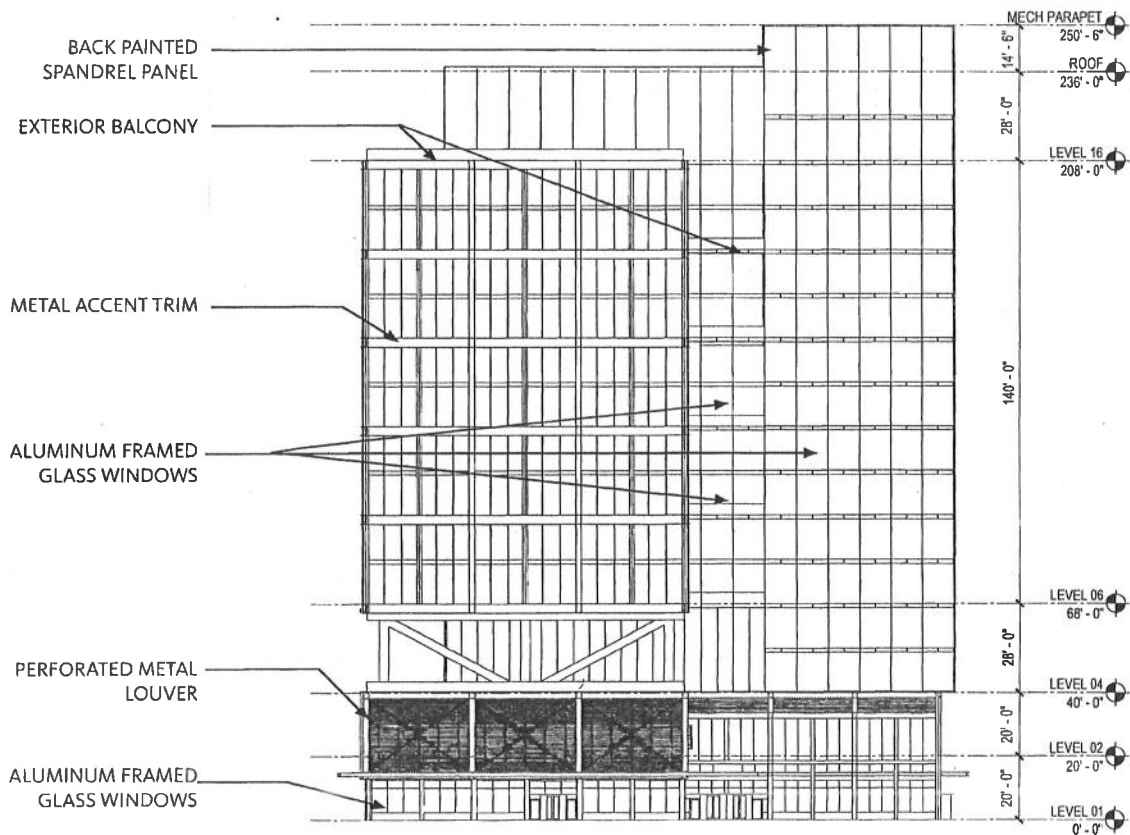 BACK PAINTED
SPANDREL PANEL
EXTERIOR BALCONY
METAL ACCENT TRIM
ALUMINUM FRAMED
GLASS WINDOWS
PERFORATED METAL
LOUVER
ALUMINUM FRAMED
GLASS WINDOWS
MECH PARAPET
250' - 6"
14' - 6"
ROOF
236' - 0"
28' - 0"
LEVEL 16
208' - 0"
140' - 0"
LEVEL 06
68' - 0"
28' - 0"
LEVEL 04
40' - 0"
20' - 0"
LEVEL 02
20' - 0"
20' - 0"
LEVEL 01
0' - 0"